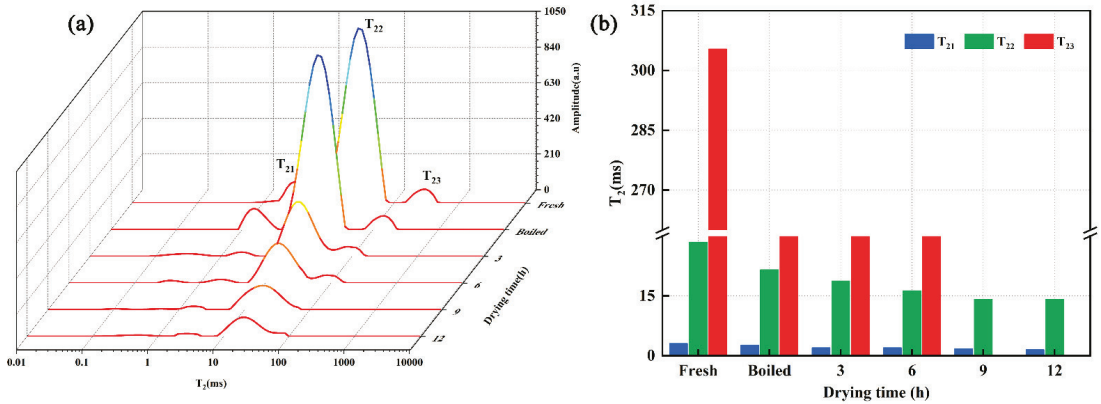 (a)
T22
T21
T23
1050
840
630
420
210
0
Amplitude(a.u)
Fresh
Boiled
3
6
9
12
Drying time(h)
0.01
0.1
1
10
100
1000
10000
T2(ms)
(b)
T21 T22 T23
315
300
285
270
15
0
T2(ms)
Fresh Boiled 3 6 9 12
Drying time (h)